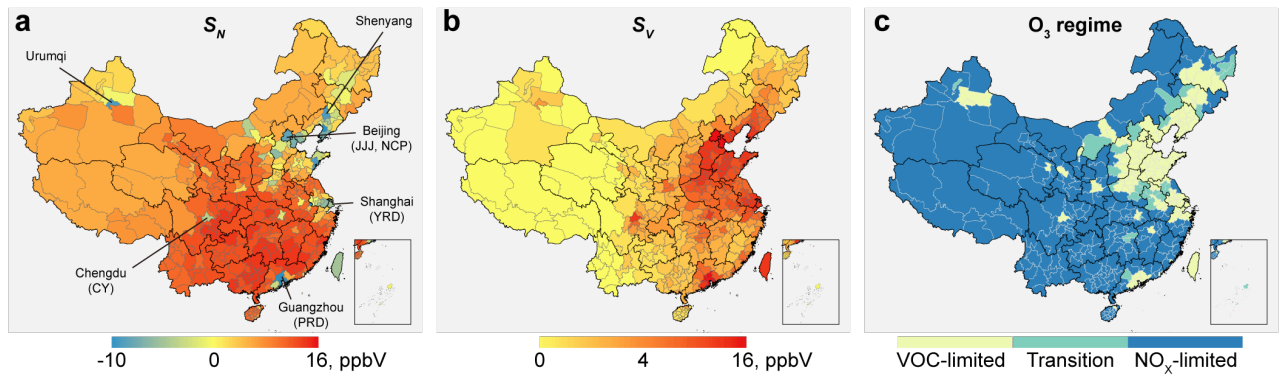 a
S_N
Shenyang
Urumqi
Beijing
(JJJ, NCP)
Shanghai
(YRD)
Chengdu
(CY)
Guangzhou
(PRD)
-10 0 16, ppbV
b
S_V
0 4 16, ppbV
c
O₃ regime
VOC-limited Transition NOₓ-limited